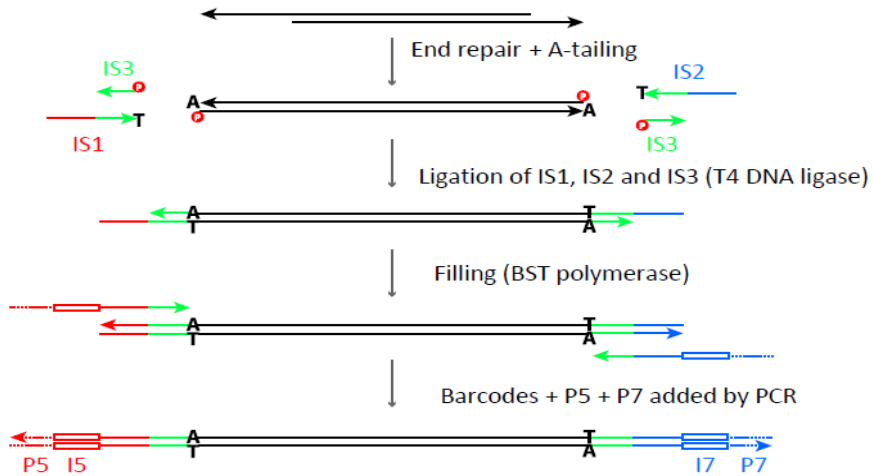 End repair + A-tailing
IS3
P
A
P
T
IS2
T
P
A
P
IS1
IS3
Ligation of IS1, IS2 and IS3 (T4 DNA ligase)
A
T
T
A
Filling (BST polymerase)
A
T
T
A
Barcodes + P5 + P7 added by PCR
A
T
T
A
P5 I5
I7 P7